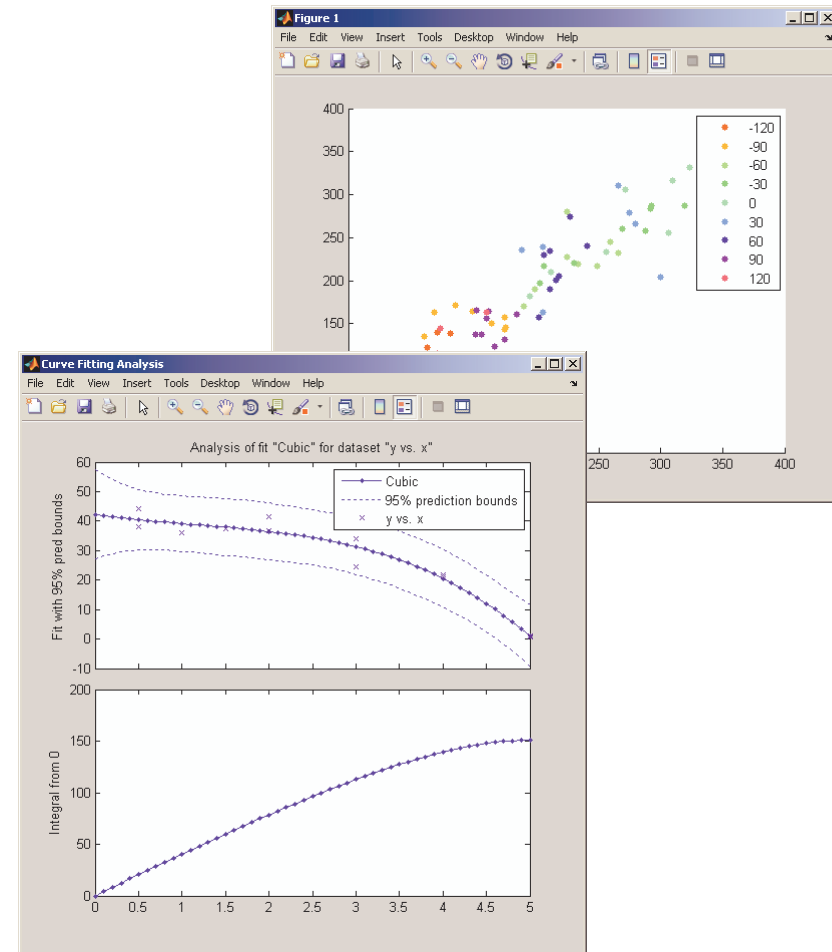 Figure 1
File Edit View Insert Tools Desktop Window Help
400
350
300
250
200
150
-120
-90
-60
-30
0
30
60
90
120
250 300 350 400
Curve Fitting Analysis
File Edit View Insert Tools Desktop Window Help
Analysis of fit "Cubic" for dataset "y vs. x"
Fit with 95% pred bounds
60
50
40
30
20
10
0
-10
Cubic
95% prediction bounds
y vs. x
Integral from 0
200
150
100
50
0
0 0.5 1 1.5 2 2.5 3 3.5 4 4.5 5